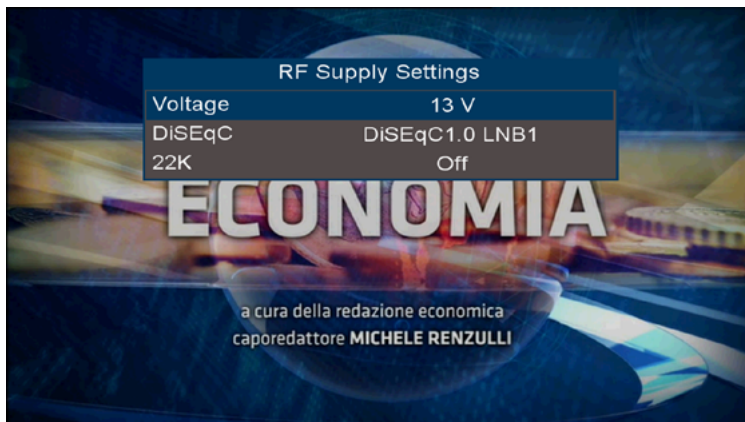 RF Supply Settings
Voltage 13 V
DiSEqC DiSEqC1.0 LNB1
22K Off
ECONOMIA
a cura della redazione economica
caporedattore MICHELE RENZULLI